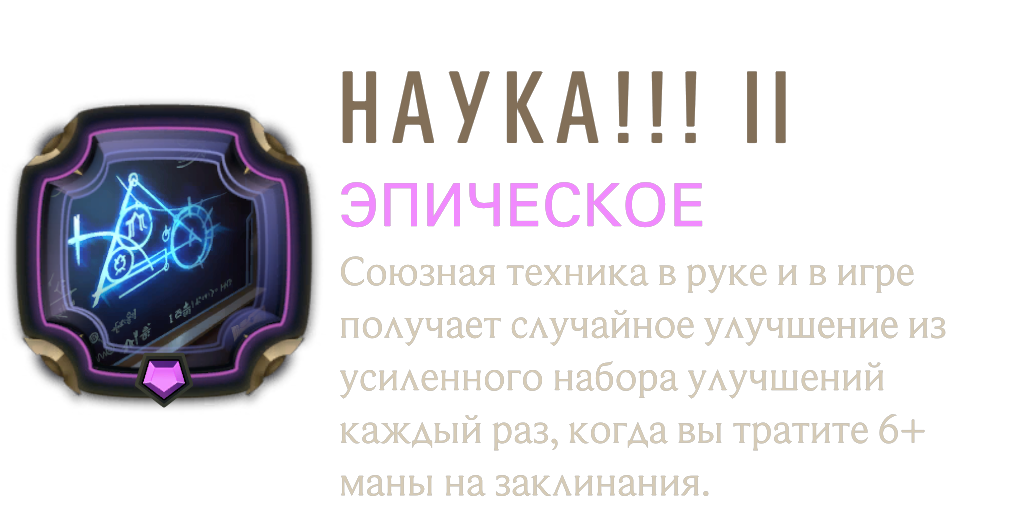 НАУКА!!! II
ЭПИЧЕСКОЕ
Союзная техника в руке и в игре
получает случайное улучшение из
усиленного набора улучшений
каждый раз, когда вы тратите 6+
маны на заклинания.